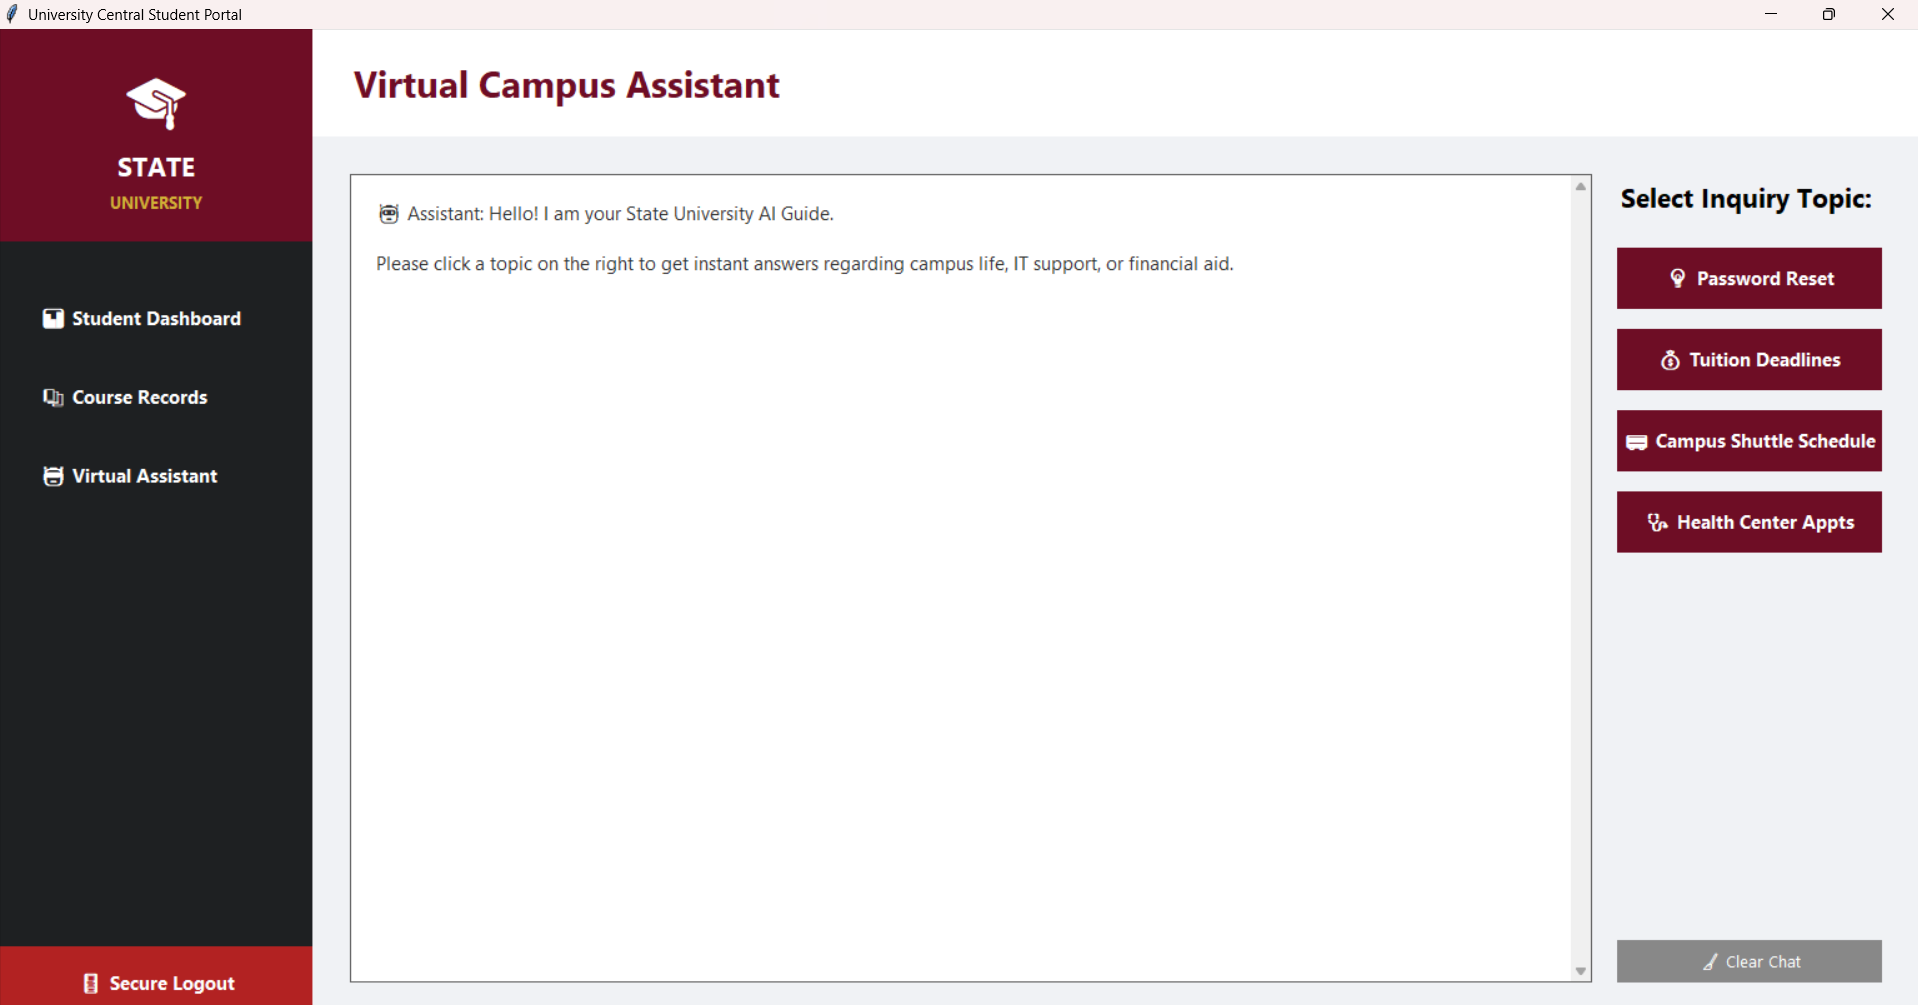 University Central Student Portal
STATE
UNIVERSITY
Student Dashboard
Course Records
Virtual Assistant
Secure Logout
Virtual Campus Assistant
Assistant: Hello! I am your State University AI Guide.
Please click a topic on the right to get instant answers regarding campus life, IT support, or financial aid.
Select Inquiry Topic:
Password Reset
Tuition Deadlines
Campus Shuttle Schedule
Health Center Appts
Clear Chat